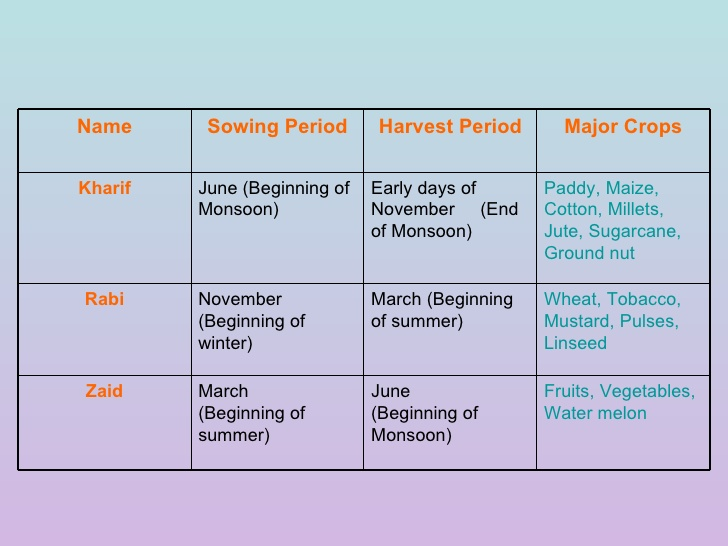 Name Sowing Period Harvest Period Major Crops
Kharif
June (Beginning of
Monsoon)
Early days of
November (End
of Monsoon)
Paddy, Maize,
Cotton, Millets,
Jute, Sugarcane,
Ground nut
Rabi
November
(Beginning of
winter)
March (Beginning
of summer)
Wheat, Tobacco,
Mustard, Pulses,
Linseed
Zaid
March
(Beginning of
summer)
June
(Beginning of
Monsoon)
Fruits, Vegetables,
Water melon